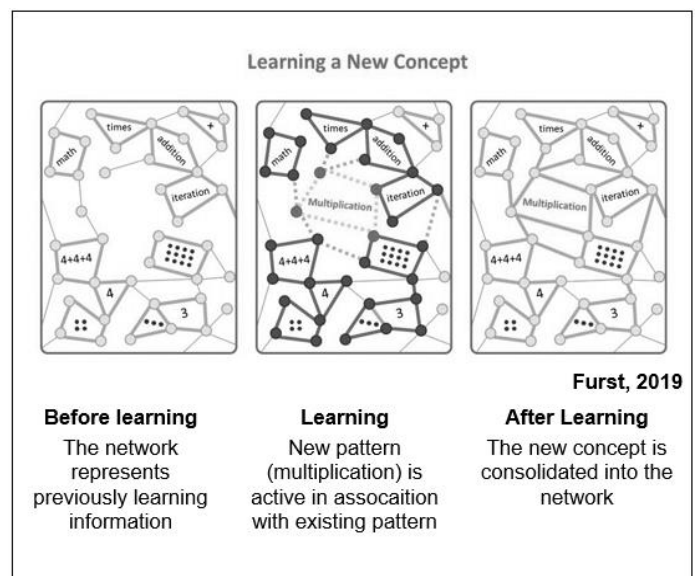 Learning a New Concept
times
+
math
addition
iteration
4+4+4
4
3
times
+
math
addition
Multiplication
iteration
4+4+4
4
3
times
+
math
addition
Multiplication
iteration
4+4+4
4
3
Furst, 2019
Before learning
The network
represents
previously learning
information
Learning
New pattern
(multiplication) is
active in assocaition
with existing pattern
After Learning
The new concept is
consolidated into the
network